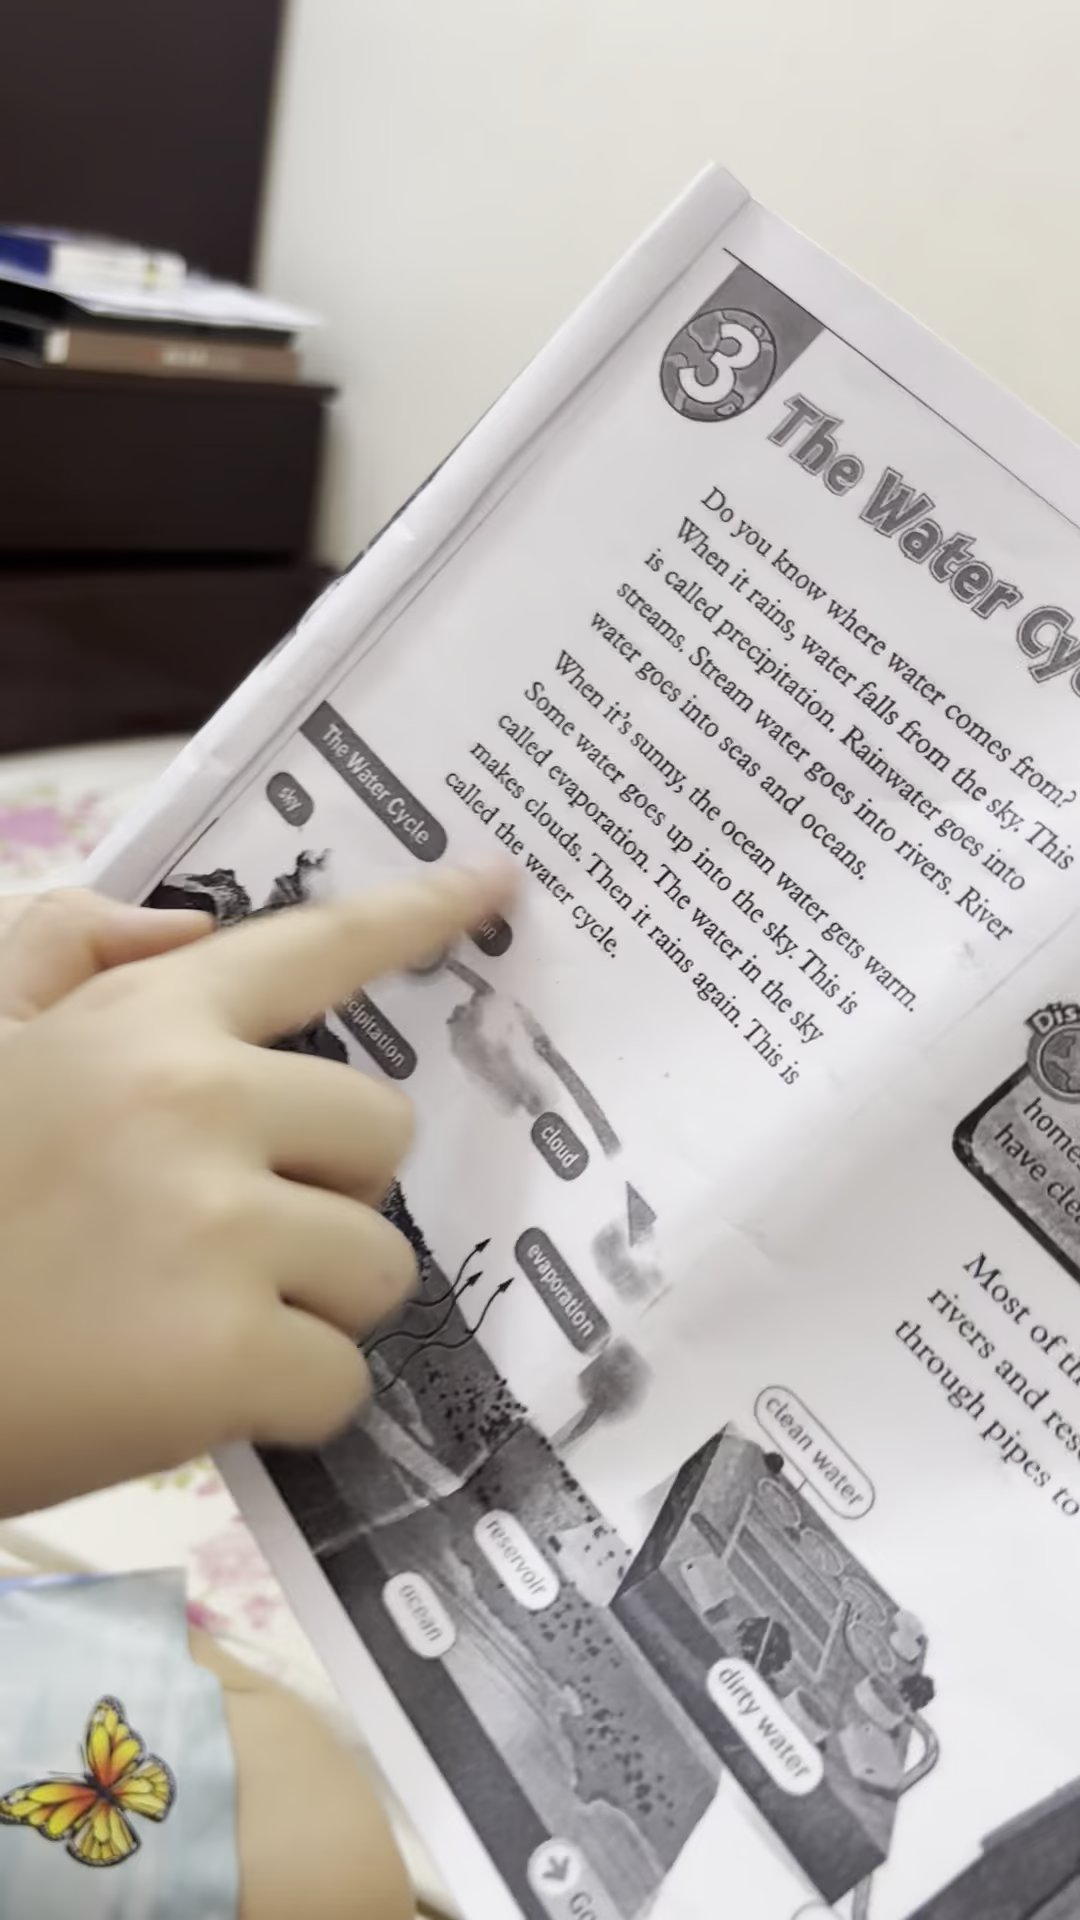 3
The Water Cy
Do you know where water comes from?
When it rains, water falls from the sky. This
is called precipitation. Rainwater goes into
streams. Stream water goes into rivers. River
water goes into seas and oceans.
When it's sunny, the ocean water gets warm.
Some water goes up into the sky. This is
called evaporation. The water in the sky
makes clouds. Then it rains again. This is
called the water cycle.
The Water Cycle
sky
un
ecipitation
cloud
evaporation
reservoir
ocean
clean water
dirty water
Dis
home
have cle
Most of th
rivers and res
through pipes to
Go